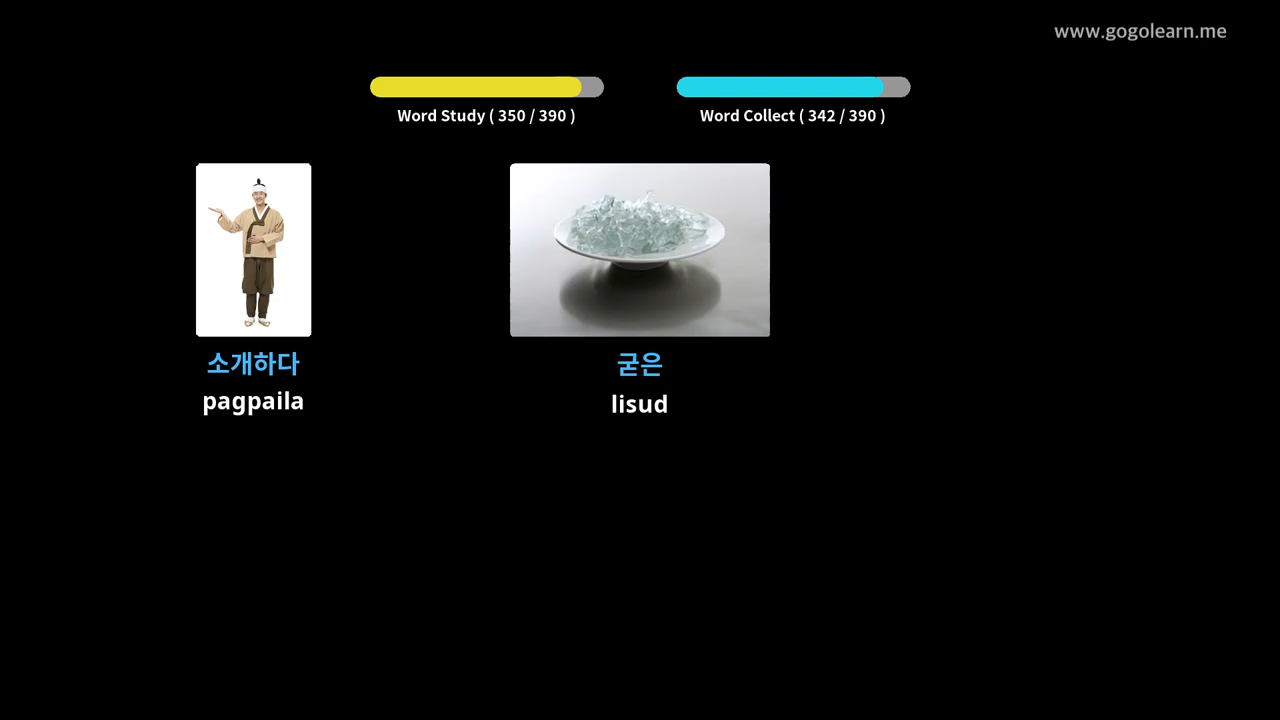 www.gogolearn.me
Word Study ( 350 / 390 )
Word Collect ( 342 / 390 )
소개하다
pagpaila
굳은
lisud